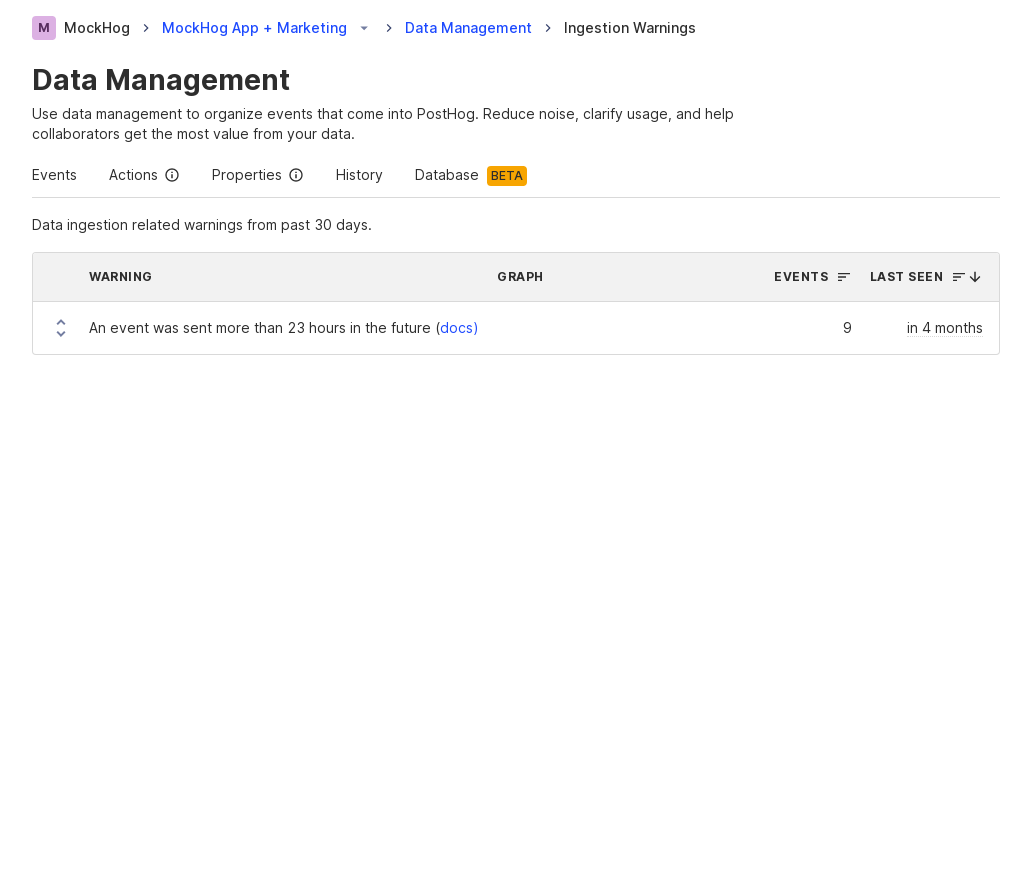 M MockHog > MockHog App + Marketing > Data Management > Ingestion Warnings
Data Management
Use data management to organize events that come into PostHog. Reduce noise, clarify usage, and help
collaborators get the most value from your data.
Events Actions Properties History Database BETA
Data ingestion related warnings from past 30 days.
WARNING GRAPH EVENTS LAST SEEN
An event was sent more than 23 hours in the future (docs) 9 in 4 months